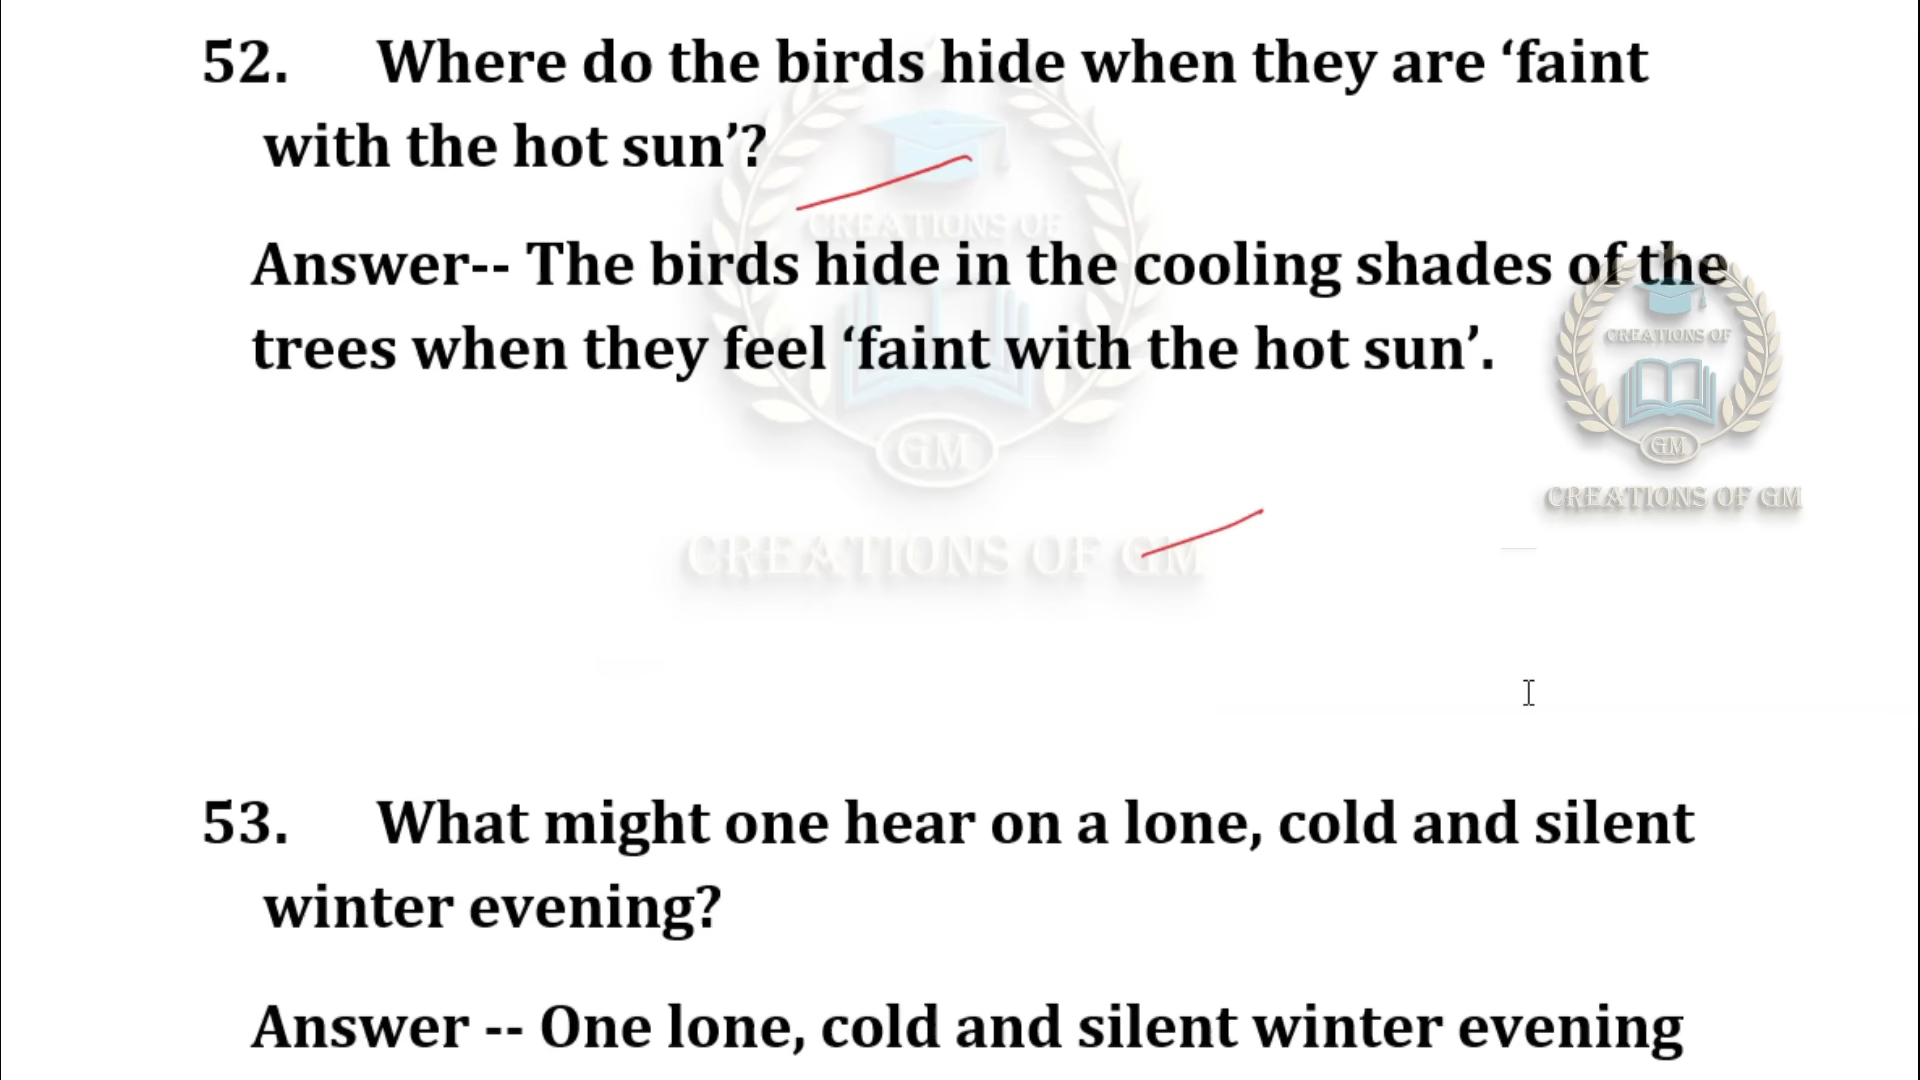 52. Where do the birds hide when they are ‘faint
with the hot sun’?
CREATIONS OF
Answer-- The birds hide in the cooling shades of the
trees when they feel ‘faint with the hot sun’.
CREATIONS OF
GM
GM
CREATIONS OF GM
CREATIONS OF GM
53. What might one hear on a lone, cold and silent
winter evening?
Answer -- One lone, cold and silent winter evening